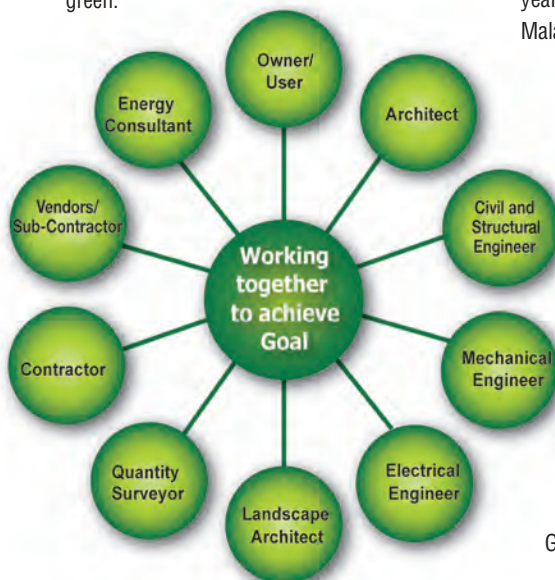 green.
year
Mala
Owner/
User
Architect
Civil and
Structural
Engineer
Mechanical
Engineer
Electrical
Engineer
Landscape
Architect
Quantity
Surveyor
Contractor
Vendors/
Sub-Contractor
Energy
Consultant
Working
together
to achieve
Goal
G